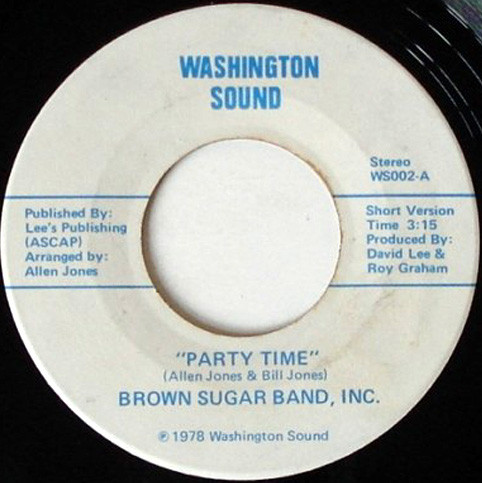 WASHINGTON
SOUND
Stereo
WS002-A
Published By:
Lee's Publishing
(ASCAP)
Arranged by:
Allen Jones
Short Version
Time 3:15
Produced By:
David Lee &
Roy Graham
"PARTY TIME"
(Allen Jones & Bill Jones)
BROWN SUGAR BAND, INC.
℗ 1978 Washington Sound